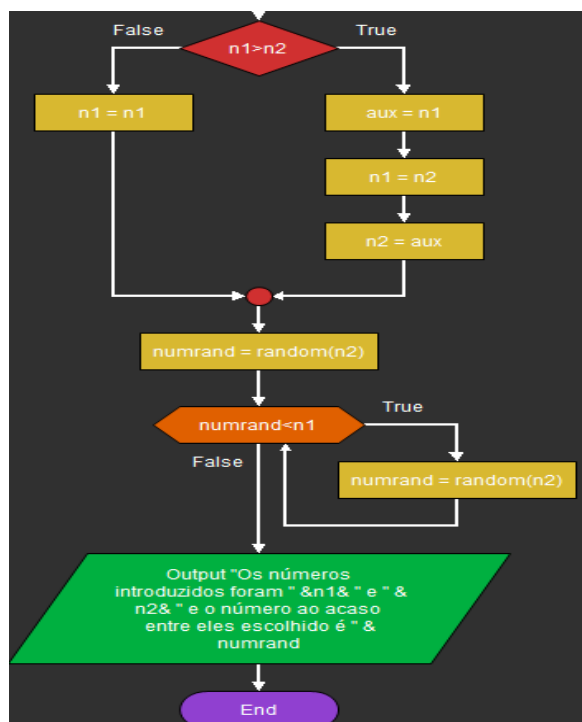 n1>n2
False
True
n1 = n1
aux = n1
n1 = n2
n2 = aux
numrand = random(n2)
numrand<n1
True
False
numrand = random(n2)
Output "Os números
introduzidos foram " &n1& " e " &
n2& " e o número ao acaso
entre eles escolhido é " &
numrand
End